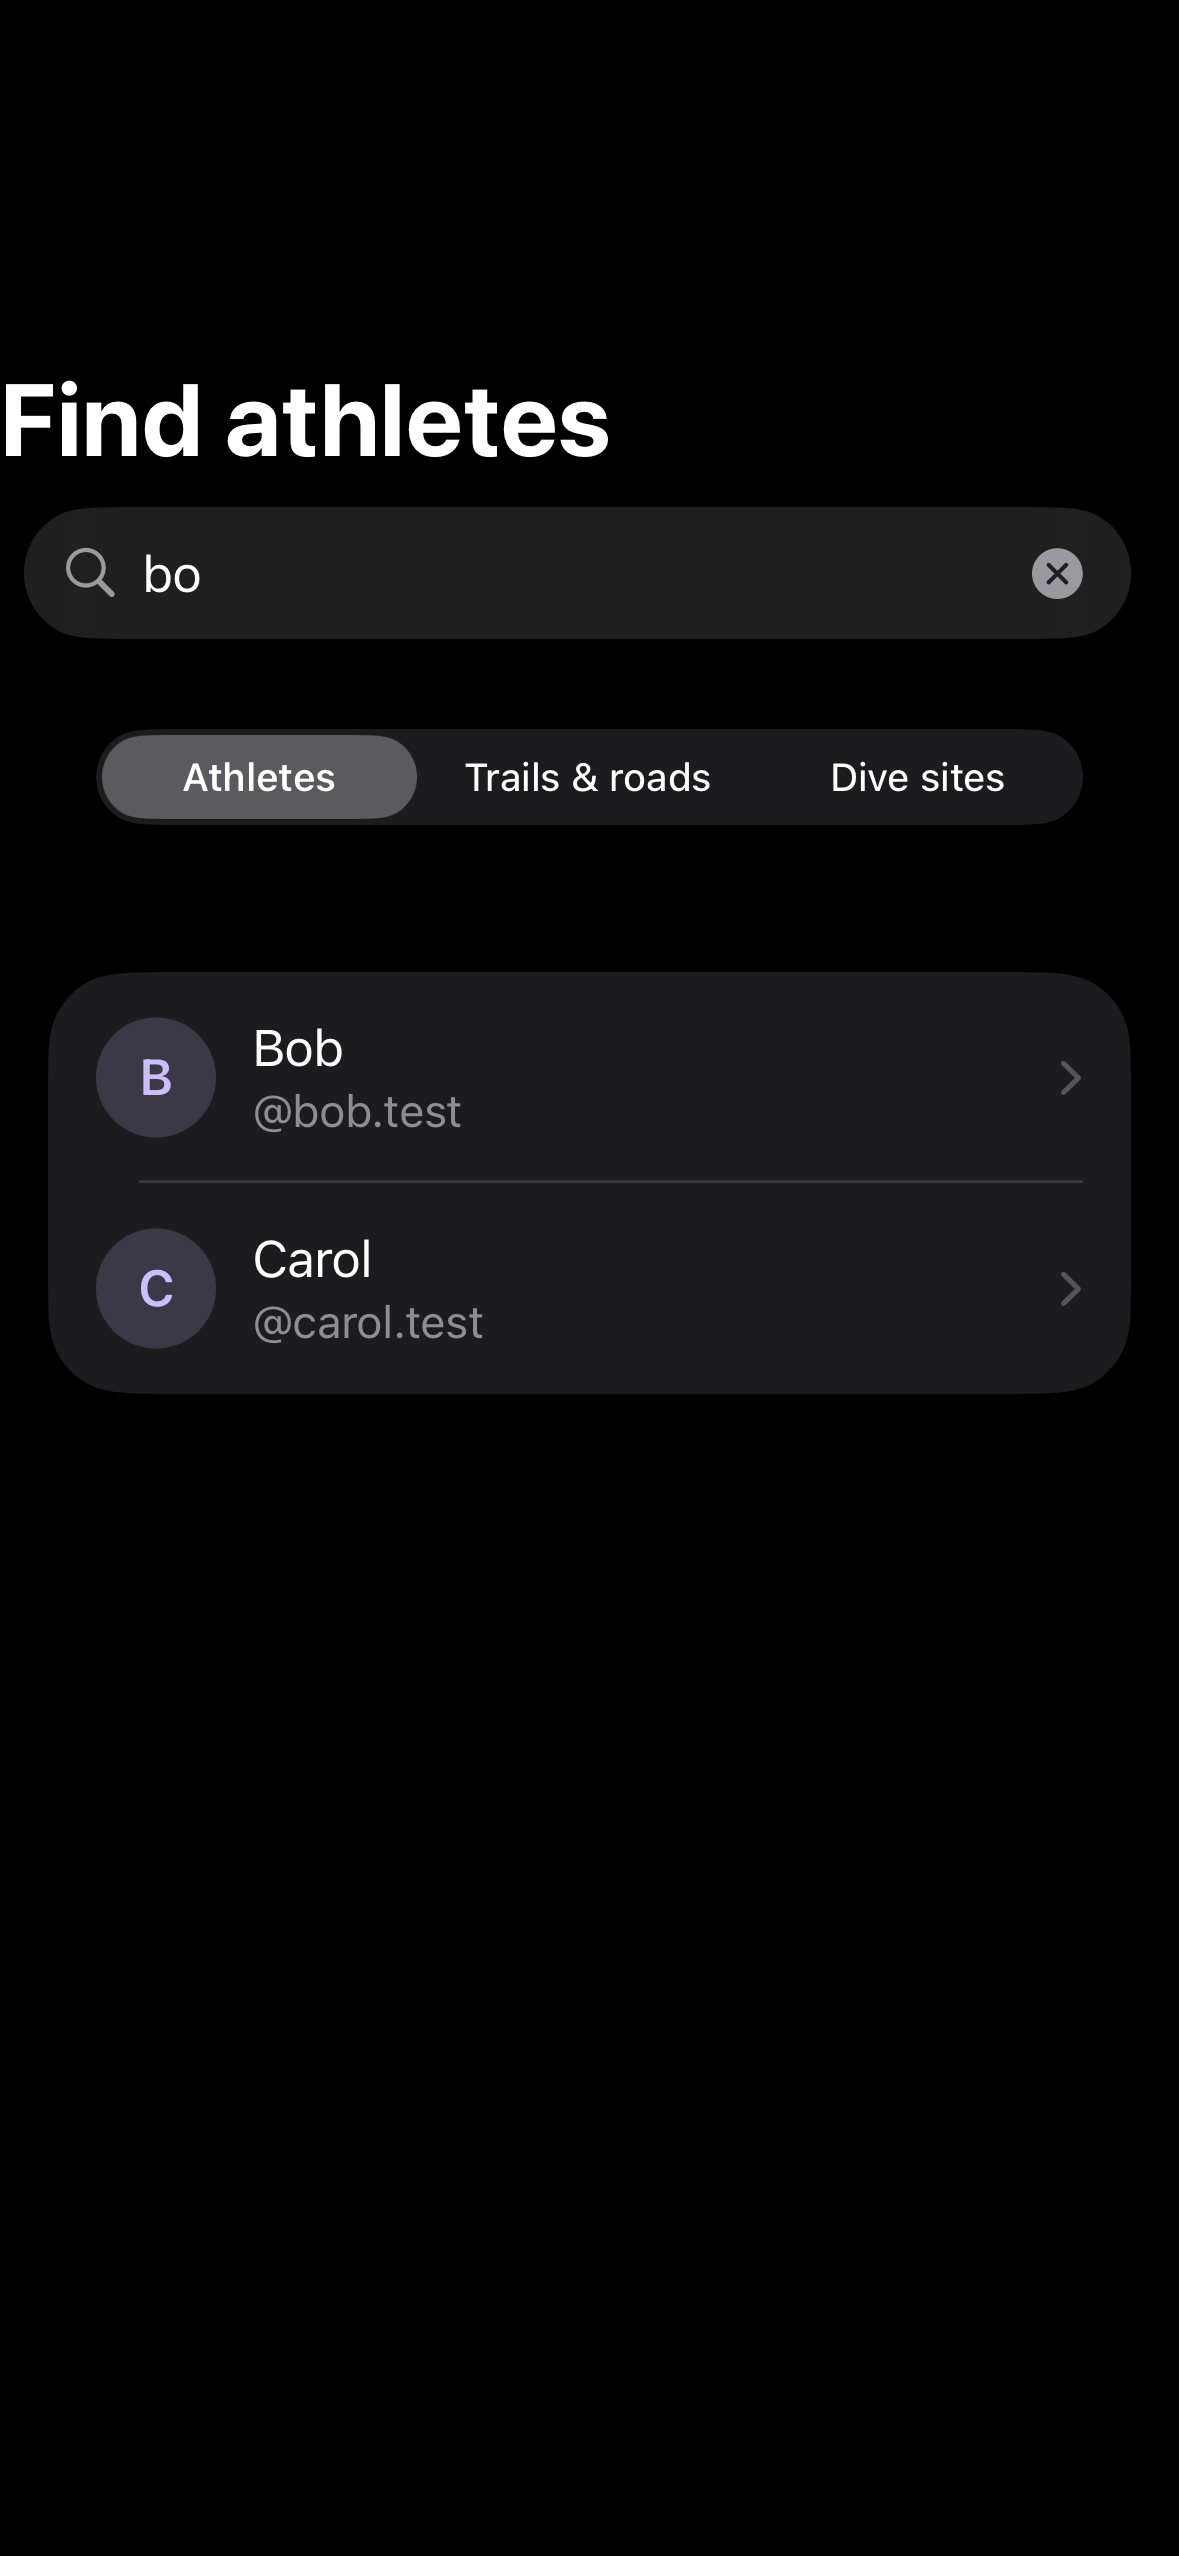 Find athletes
bo
Athletes
Trails & roads
Dive sites
B
Bob
@bob.test
C
Carol
@carol.test